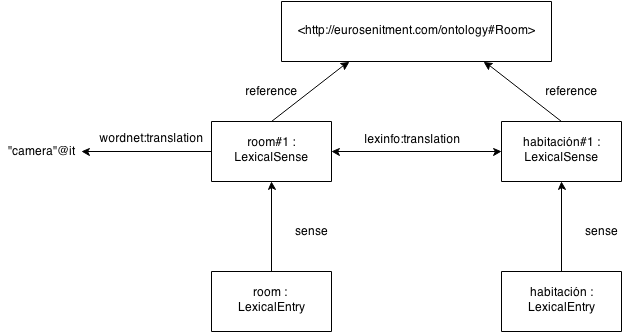 <http://eurosenitment.com/ontology#Room>
reference
reference
wordnet:translation
"camera"@it
room#1 :
LexicalSense
lexinfo:translation
habitación#1 :
LexicalSense
sense
sense
room :
LexicalEntry
habitación :
LexicalEntry